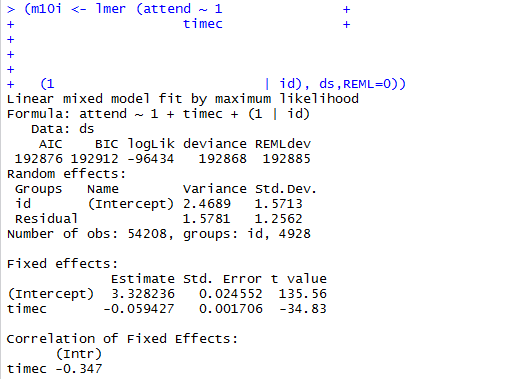 > (m10i <- lmer (attend ~ 1                +
+                       timec               +
+
+
+
+   (1                          | id), ds,REML=0))
Linear mixed model fit by maximum likelihood
Formula: attend ~ 1 + timec + (1 | id)
   Data: ds
    AIC    BIC logLik deviance REMLdev
 192876 192912 -96434   192868  192885
Random effects:
 Groups   Name        Variance Std.Dev.
 id       (Intercept) 2.4689   1.5713
 Residual             1.5781   1.2562
Number of obs: 54208, groups: id, 4928

Fixed effects:
             Estimate Std. Error t value
(Intercept)  3.328236   0.024552  135.56
timec       -0.059427   0.001706  -34.83

Correlation of Fixed Effects:
      (Intr)
timec -0.347